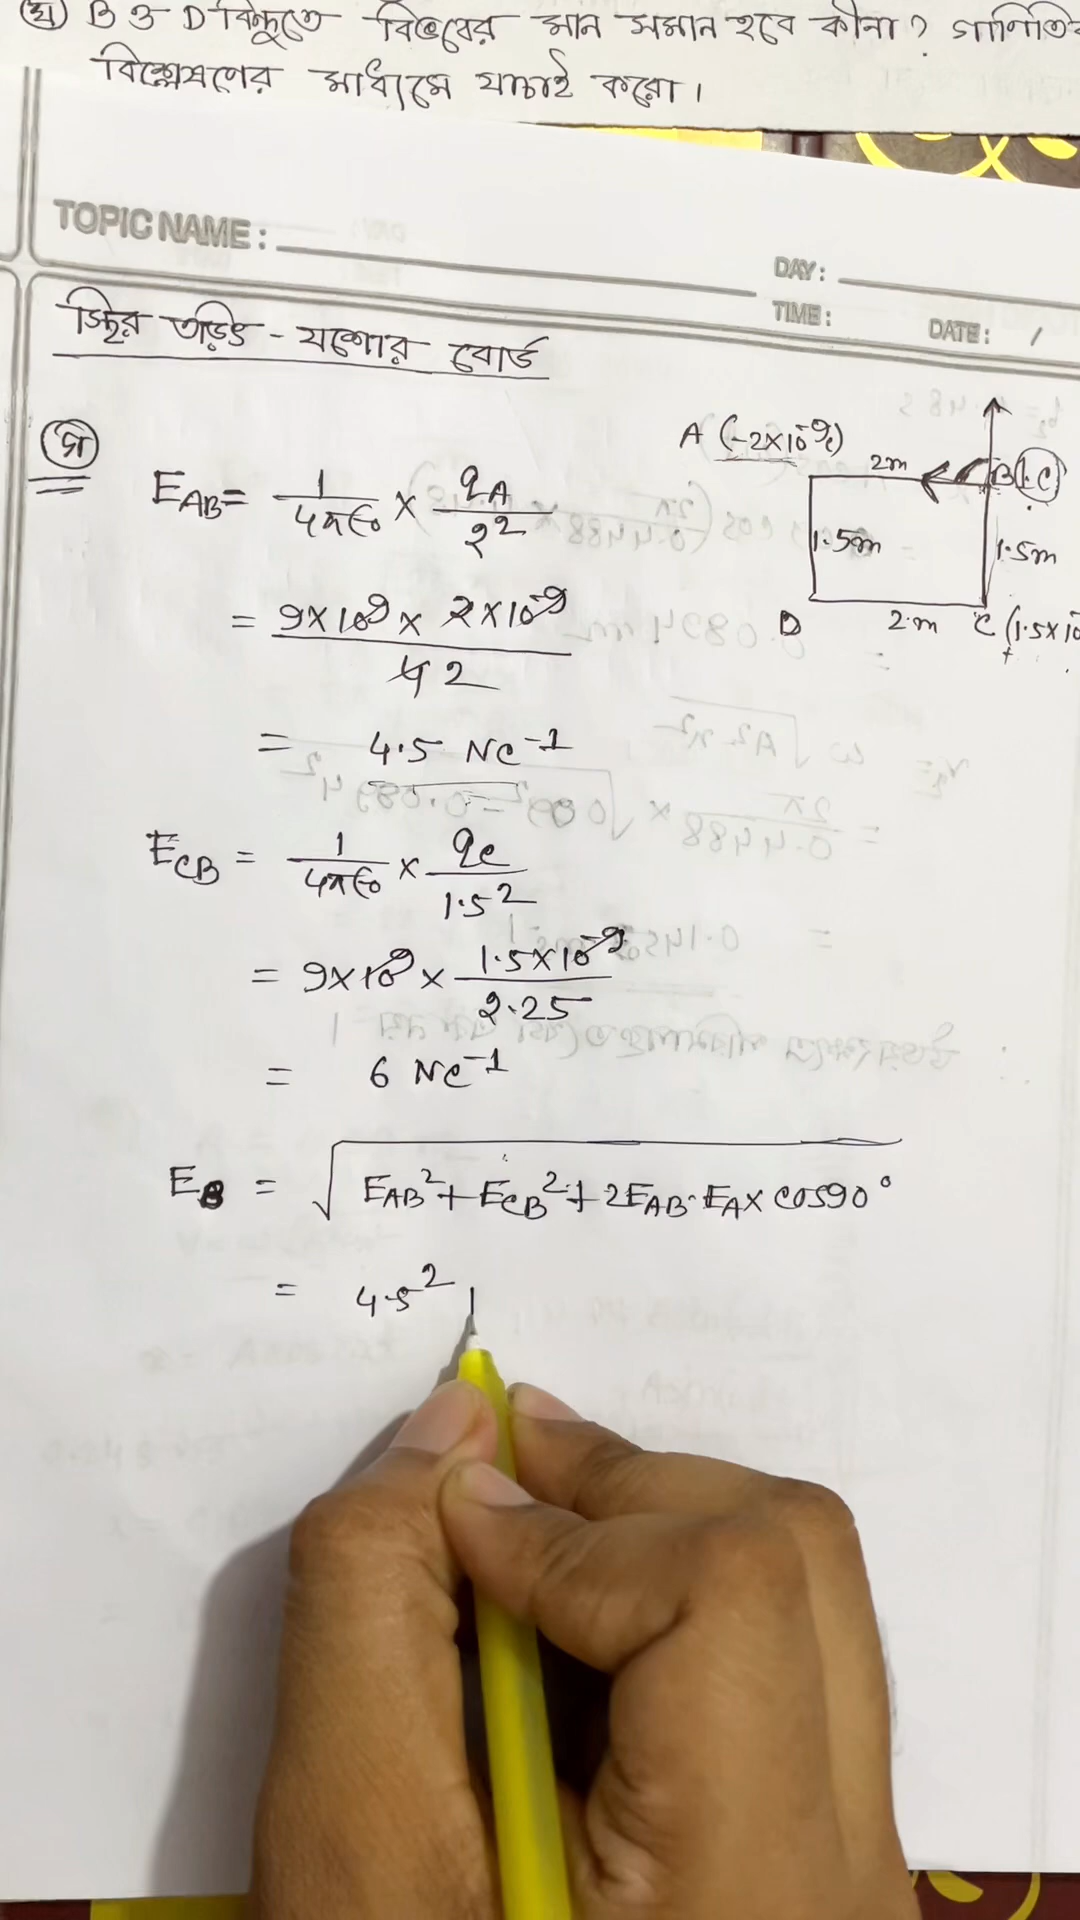 ঘ) B ও D বিন্দুতে বিভবের মান সমান হবে কীনা? গাণিতিক
বিশ্লেষণের মাধ্যমে যাচাই করো।
TOPIC NAME :
DAY :
TIME :
DATE : /
স্থির তড়িৎ - যশোর বোর্ড
গ
A (-2×10⁻⁹C)
2m
B (1C)
1.5m
1.5m
D
2m
C (1.5×10
+
E_AB = 1/4πϵ₀ × q_A/2²
= 9×10⁹ × 2×10⁻⁹ / 4 2
= 4.5 NC⁻¹
E_CB = 1/4πϵ₀ × q_C/1.5²
= 9×10⁹ × 1.5×10⁻⁹/2.25
= 6 NC⁻¹
E_B = √E_AB² + E_CB² + 2E_AB · E_A × cos90°
= 4.5²